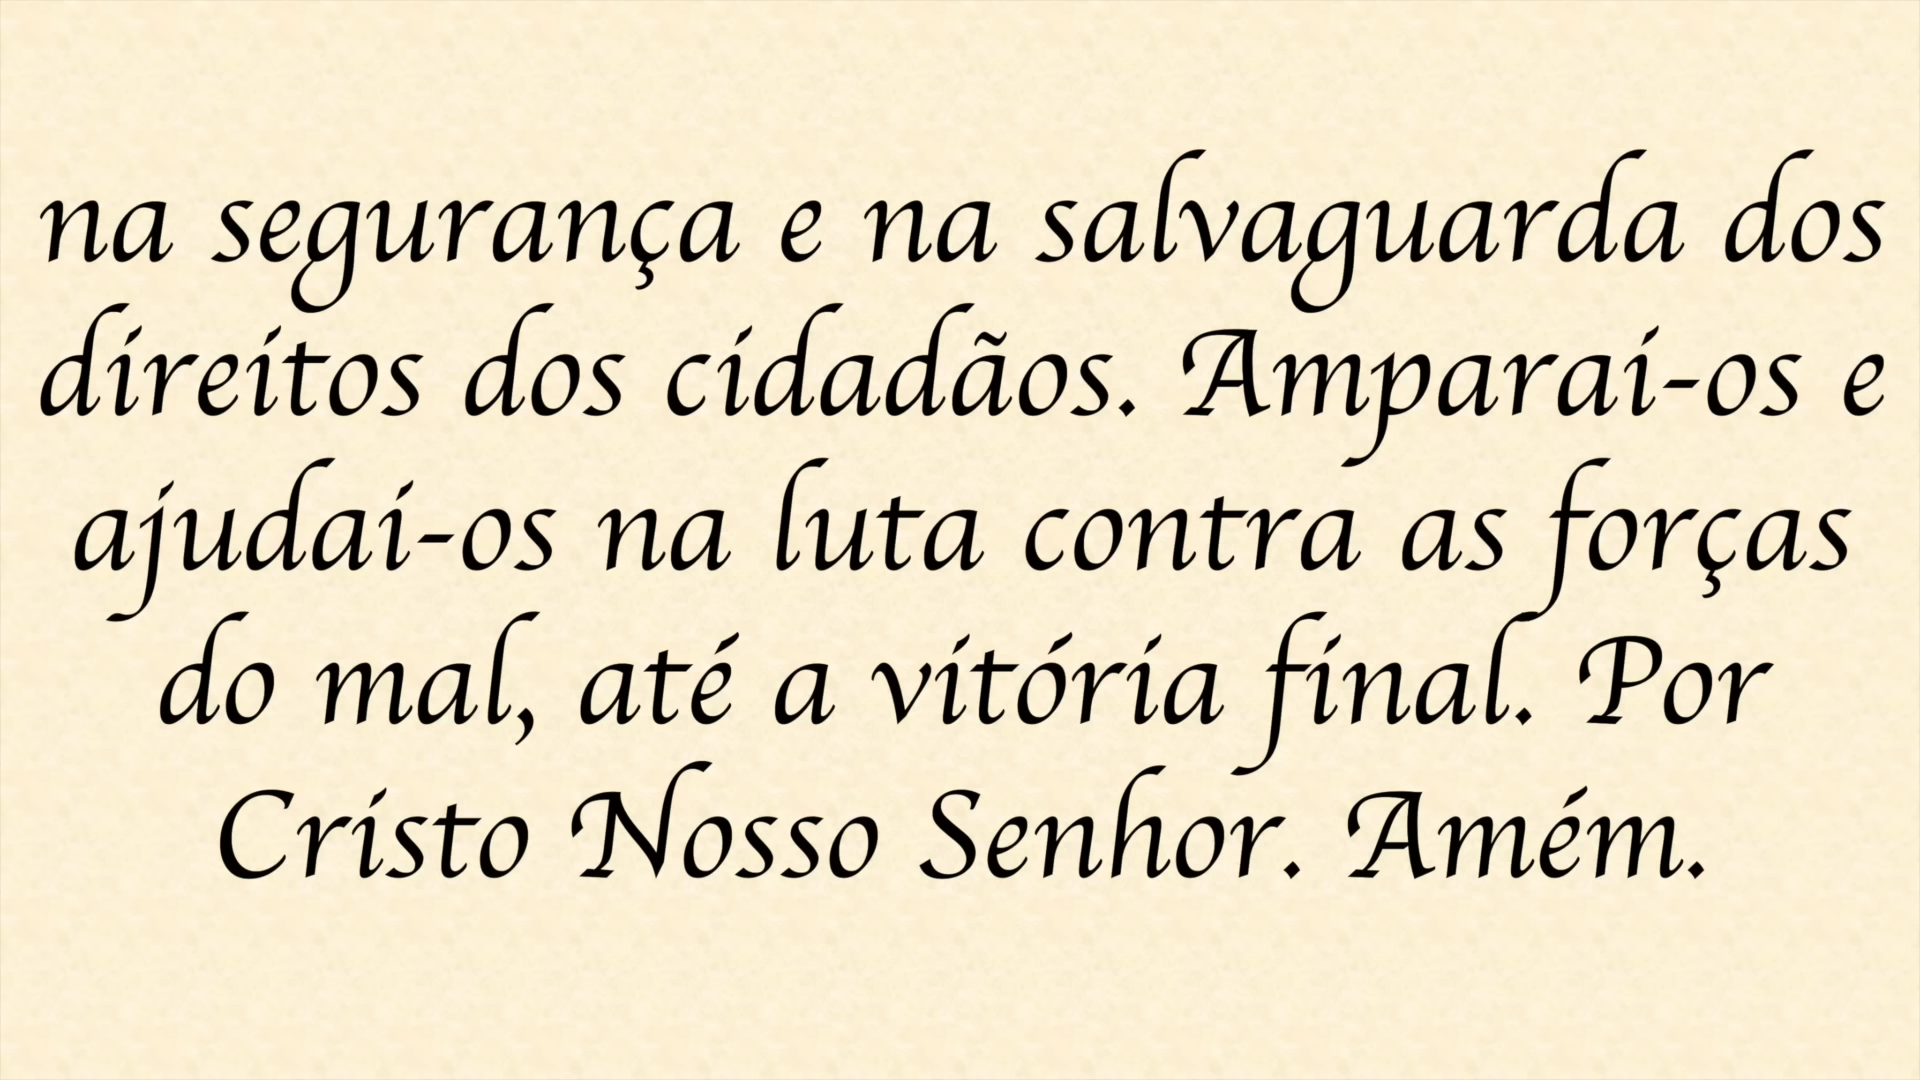 na segurança e na salvaguarda dos
direitos dos cidadãos. Amparai-os e
ajudai-os na luta contra as forças
do mal, até a vitória final. Por
Cristo Nosso Senhor. Amém.